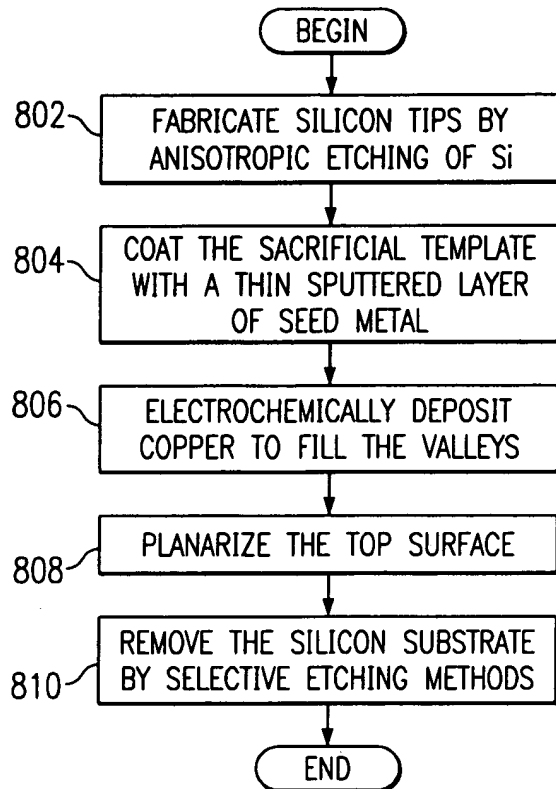 BEGIN
802
FABRICATE SILICON TIPS BY
ANISOTROPIC ETCHING OF Si
804
COAT THE SACRIFICIAL TEMPLATE
WITH A THIN SPUTTERED LAYER
OF SEED METAL
806
ELECTROCHEMICALLY DEPOSIT
COPPER TO FILL THE VALLEYS
808
PLANARIZE THE TOP SURFACE
810
REMOVE THE SILICON SUBSTRATE
BY SELECTIVE ETCHING METHODS
END